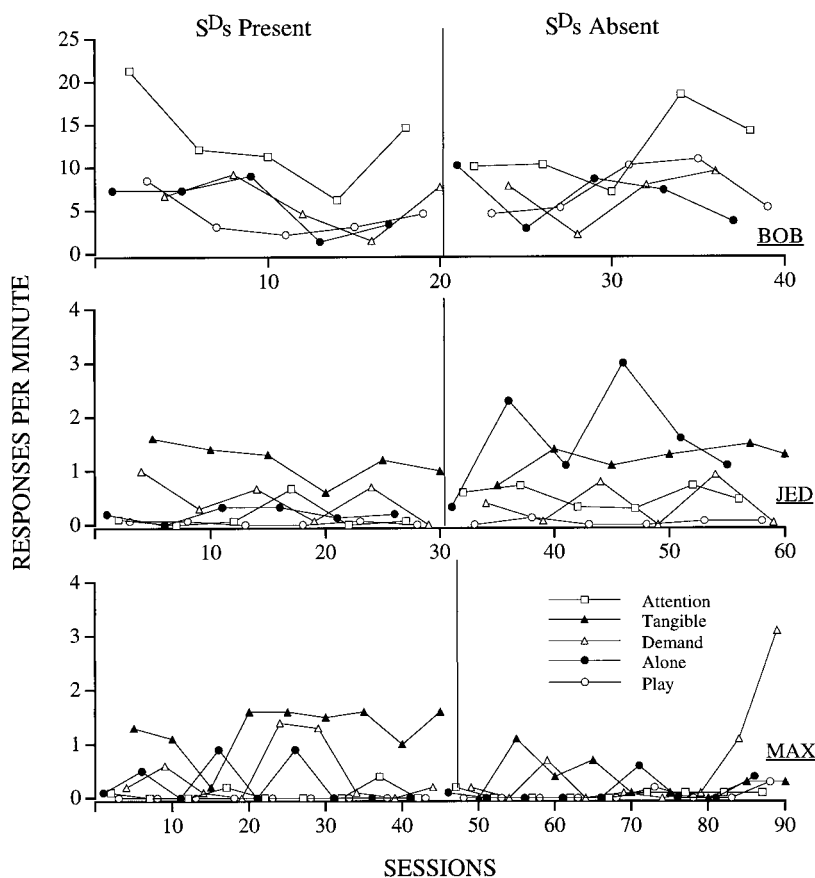 SDs Present
SDs Absent
25
20
15
10
5
0
10
20
30
40
BOB
4
3
2
1
0
10
20
30
40
50
60
JED
4
3
2
1
0
10
20
30
40
50
60
70
80
90
MAX
Attention
Tangible
Demand
Alone
Play
RESPONSES PER MINUTE
SESSIONS